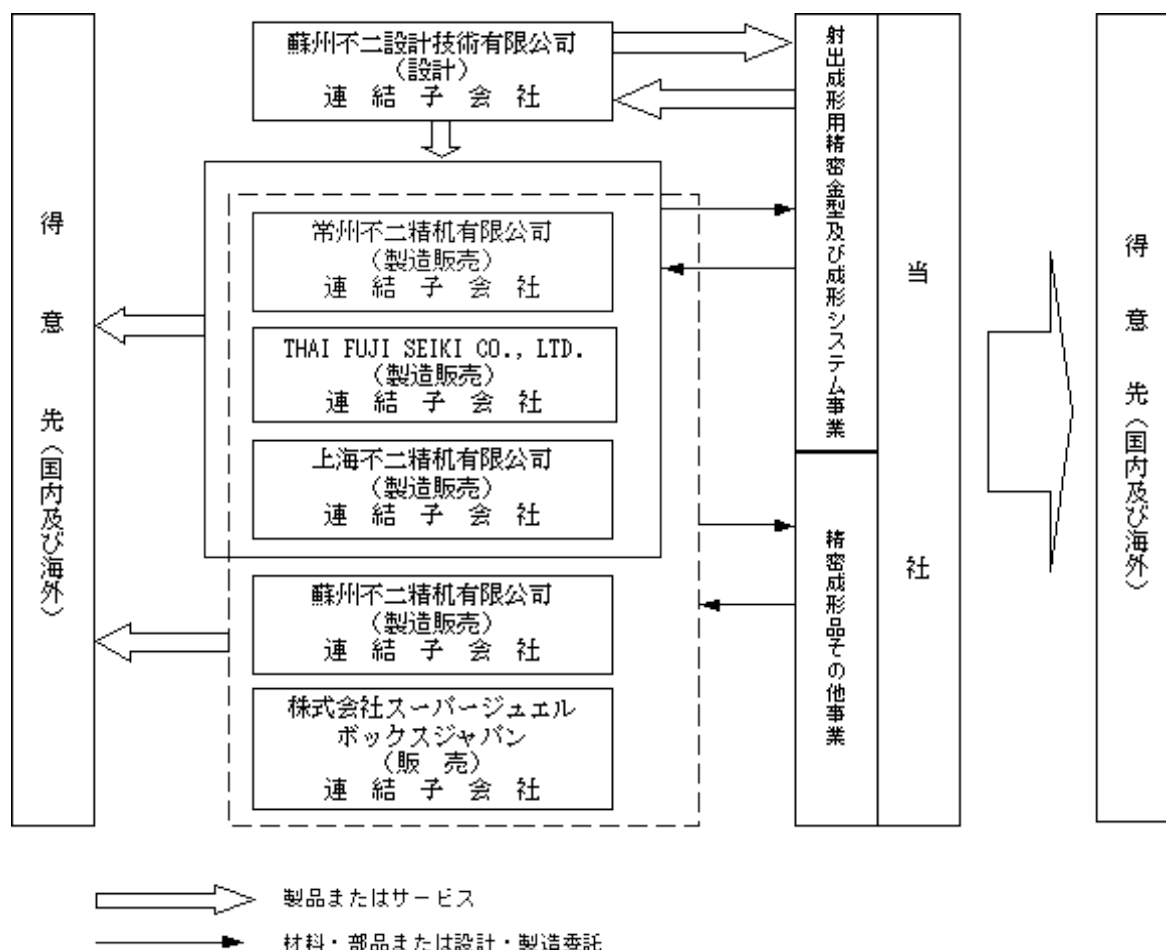 得意先(国内及び海外)
蘇州不二設計技術有限公司
(設計)
連結子会社
常州不二精机有限公司
(製造販売)
連結子会社
THAI FUJI SEIKI CO., LTD.
(製造販売)
連結子会社
上海不二精机有限公司
(製造販売)
連結子会社
蘇州不二精机有限公司
(製造販売)
連結子会社
株式会社スーパージュエル
ボックスジャパン
(販売)
連結子会社
射出成形用精密金型及び成形システム事業
精密成形品その他事業
当社
得意先(国内及び海外)
製品またはサービス
材料・部品または設計・製造委託